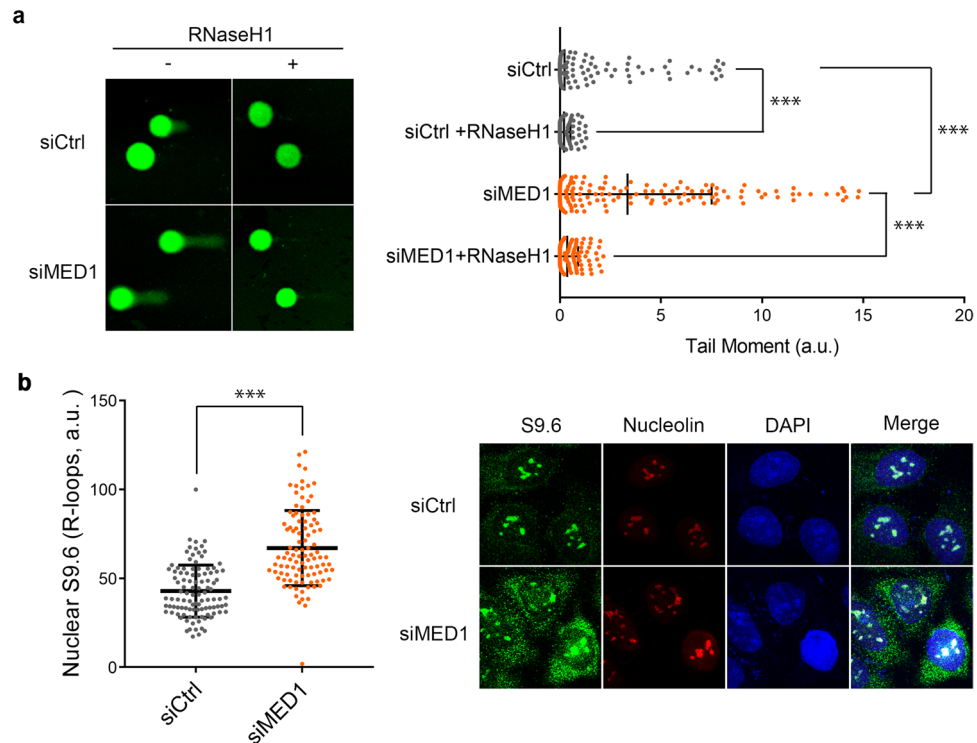 a
RNaseH1
- +
siCtrl
siMED1
siCtrl
siCtrl +RNaseH1
siMED1
siMED1+RNaseH1
***
***
***
0 5 10 15 20
Tail Moment (a.u.)
b
Nuclear S9.6 (R-loops, a.u.)
150
100
50
0
***
siCtrl
siMED1
S9.6 Nucleolin DAPI Merge
siCtrl
siMED1